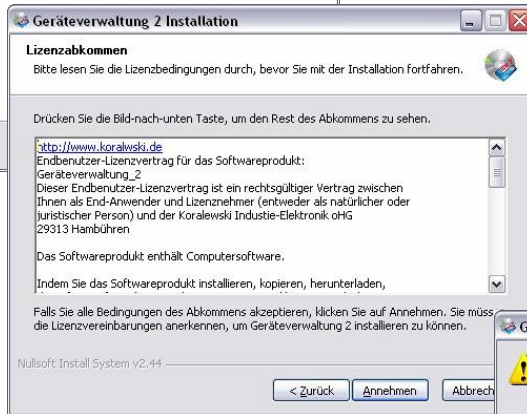 Geräteverwaltung 2 Installation
Lizenzabkommen
Bitte lesen Sie die Lizenzbedingungen durch, bevor Sie mit der Installation fortfahren.
Drücken Sie die Bild-nach-unten Taste, um den Rest des Abkommens zu sehen.
http://www.koralwski.de
Endbenutzer-Lizenzvertrag für das Softwareprodukt:
Geräteverwaltung_2
Dieser Endbenutzer-Lizenzvertrag ist ein rechtsgültiger Vertrag zwischen
Ihnen als End-Anwender und Lizenznehmer (entweder als natürlicher oder
juristischer Person) und der Koralewski Industie-Elektronik oHG
29313 Hambühren
Das Softwareprodukt enthält Computersoftware.
Indem Sie das Softwareprodukt installieren, kopieren, herunterladen,
Falls Sie alle Bedingungen des Abkommens akzeptieren, klicken Sie auf Annehmen. Sie müss
die Lizenzvereinbarungen anerkennen, um Geräteverwaltung 2 installieren zu können.
G
Nullsoft Install System v2.44
< Zurück
Annehmen
Abbrech